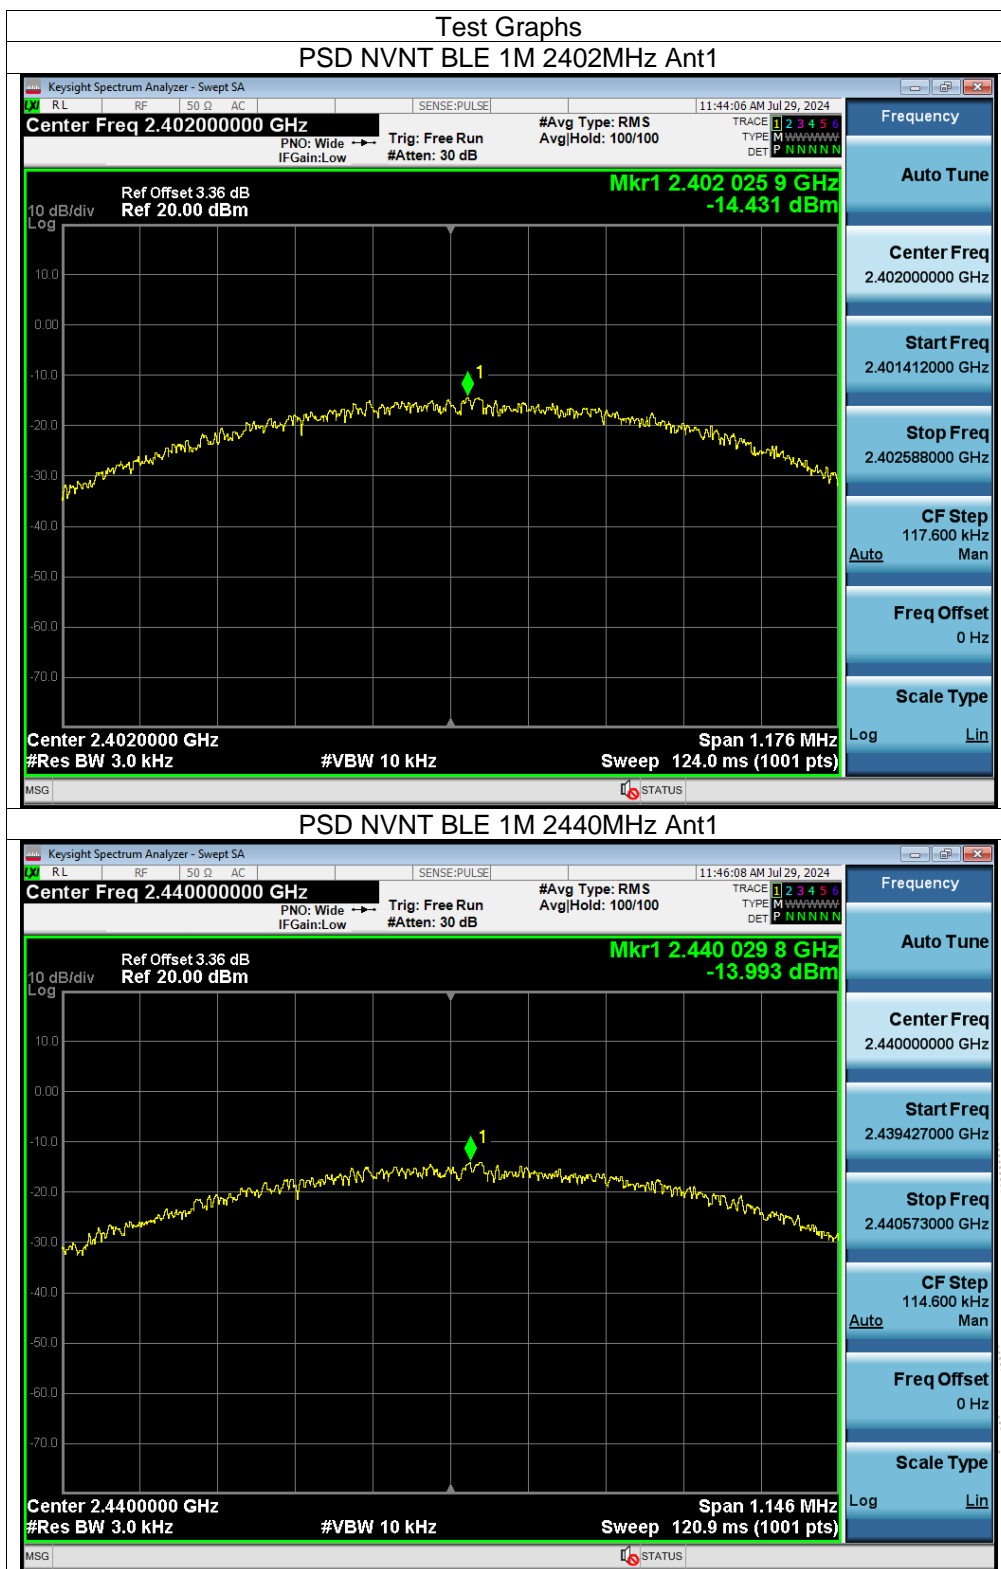 Test Graphs
PSD NVNT BLE 1M 2402MHz Ant1
Keysight Spectrum Analyzer - Swept SA
LXI RL RF 50 Ω AC SENSE:PULSE 11:44:06 AM Jul 29, 2024
Center Freq 2.402000000 GHz
PNO: Wide
IFGain:Low
Trig: Free Run
#Atten: 30 dB
#Avg Type: RMS
Avg|Hold: 100/100
TRACE 1 2 3 4 5 6
TYPE M WWWWW
DET P N N N N N
Frequency
Mkr1 2.402 025 9 GHz
-14.431 dBm
Ref Offset 3.36 dB
10 dB/div Ref 20.00 dBm
Log
10.0
0.00
-10.0
-20.0
-30.0
-40.0
-50.0
-60.0
-70.0
1
Center 2.4020000 GHz Span 1.176 MHz
#Res BW 3.0 kHz #VBW 10 kHz Sweep 124.0 ms (1001 pts)
Auto Tune
Center Freq
2.402000000 GHz
Start Freq
2.401412000 GHz
Stop Freq
2.402588000 GHz
CF Step
117.600 kHz
Auto Man
Freq Offset
0 Hz
Scale Type
Log Lin
MSG STATUS
PSD NVNT BLE 1M 2440MHz Ant1
Keysight Spectrum Analyzer - Swept SA
LXI RL RF 50 Ω AC SENSE:PULSE 11:46:08 AM Jul 29, 2024
Center Freq 2.440000000 GHz
PNO: Wide
IFGain:Low
Trig: Free Run
#Atten: 30 dB
#Avg Type: RMS
Avg|Hold: 100/100
TRACE 1 2 3 4 5 6
TYPE M WWWWW
DET P N N N N N
Frequency
Mkr1 2.440 029 8 GHz
-13.993 dBm
Ref Offset 3.36 dB
10 dB/div Ref 20.00 dBm
Log
10.0
0.00
-10.0
-20.0
-30.0
-40.0
-50.0
-60.0
-70.0
1
Center 2.4400000 GHz Span 1.146 MHz
#Res BW 3.0 kHz #VBW 10 kHz Sweep 120.9 ms (1001 pts)
Auto Tune
Center Freq
2.440000000 GHz
Start Freq
2.439427000 GHz
Stop Freq
2.440573000 GHz
CF Step
114.600 kHz
Auto Man
Freq Offset
0 Hz
Scale Type
Log Lin
MSG STATUS